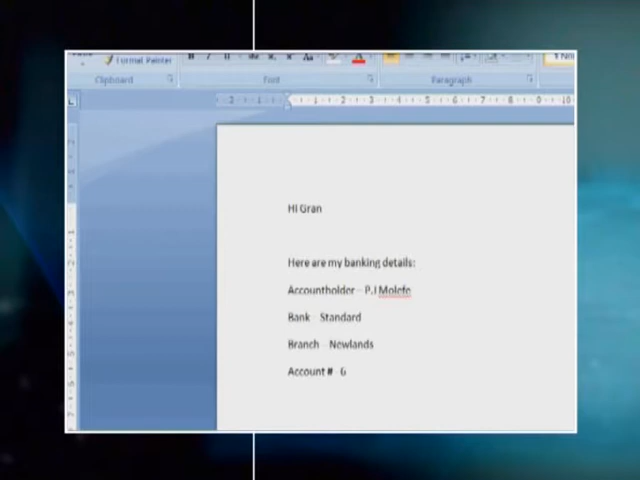 Format Painter
Clipboard
Font
Paragraph
Hi Gran
Here are my banking details:
Accountholder – P.J Molefe
Bank – Standard
Branch – Newlands
Account # - 6